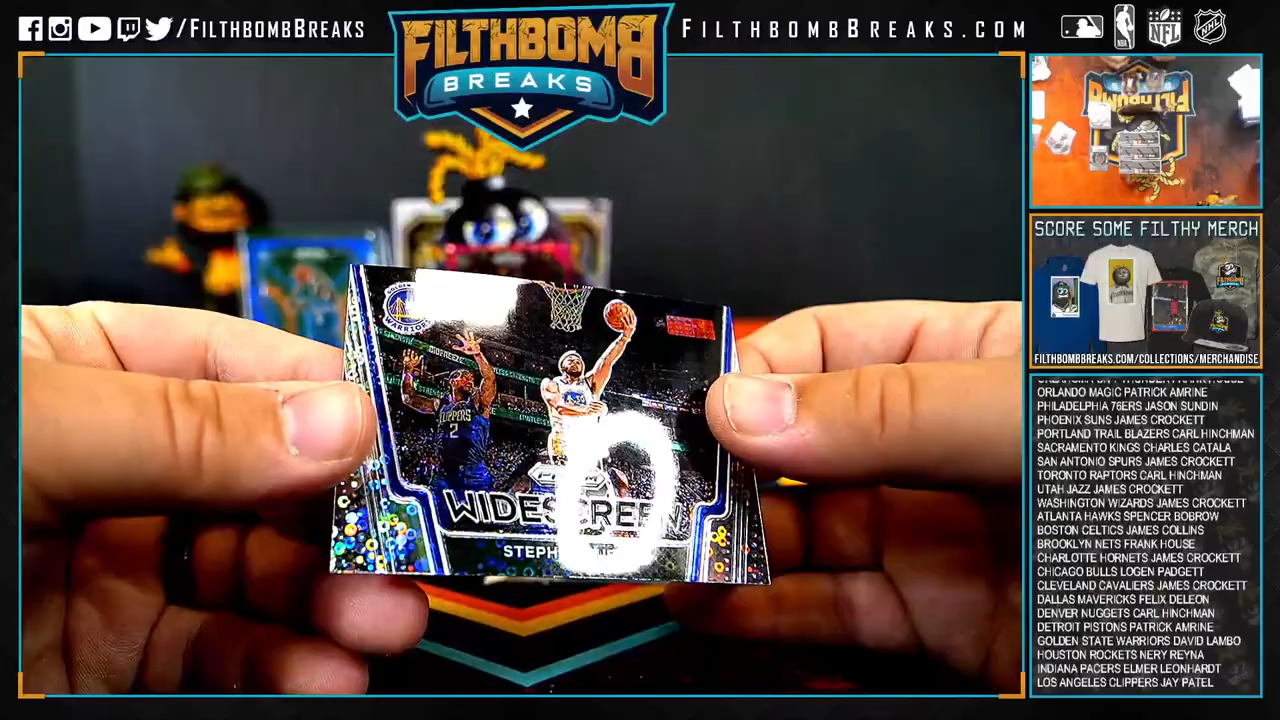 /FILTHBOMBBREAKS
FILTHBOMB
BREAKS
FILTHBOMBBREAKS.COM
SCORE SOME FILTHY MERCH
FILTHBOMBBREAKS.COM/COLLECTIONS/MERCHANDISE
WARRIORS
CLIPPERS
2
WIDESCREEN
STEPH
ORLANDO MAGIC PATRICK AMRINE
PHILADELPHIA 76ERS JASON SUNDIN
PHOENIX SUNS JAMES CROCKETT
PORTLAND TRAIL BLAZERS CARL HINCHMAN
SACRAMENTO KINGS CHARLES CATALA
SAN ANTONIO SPURS JAMES CROCKETT
TORONTO RAPTORS CARL HINCHMAN
UTAH JAZZ JAMES CROCKETT
WASHINGTON WIZARDS JAMES CROCKETT
ATLANTA HAWKS SPENCER BOBROW
BOSTON CELTICS JAMES COLLINS
BROOKLYN NETS FRANK HOUSE
CHARLOTTE HORNETS JAMES CROCKETT
CHICAGO BULLS LOGEN PADGETT
CLEVELAND CAVALIERS JAMES CROCKETT
DALLAS MAVERICKS FELIX DELEON
DENVER NUGGETS CARL HINCHMAN
DETROIT PISTONS PATRICK AMRINE
GOLDEN STATE WARRIORS DAVID LAMBO
HOUSTON ROCKETS NERY REYNA
INDIANA PACERS ELMER LEONHARDT
LOS ANGELES CLIPPERS JAY PATEL